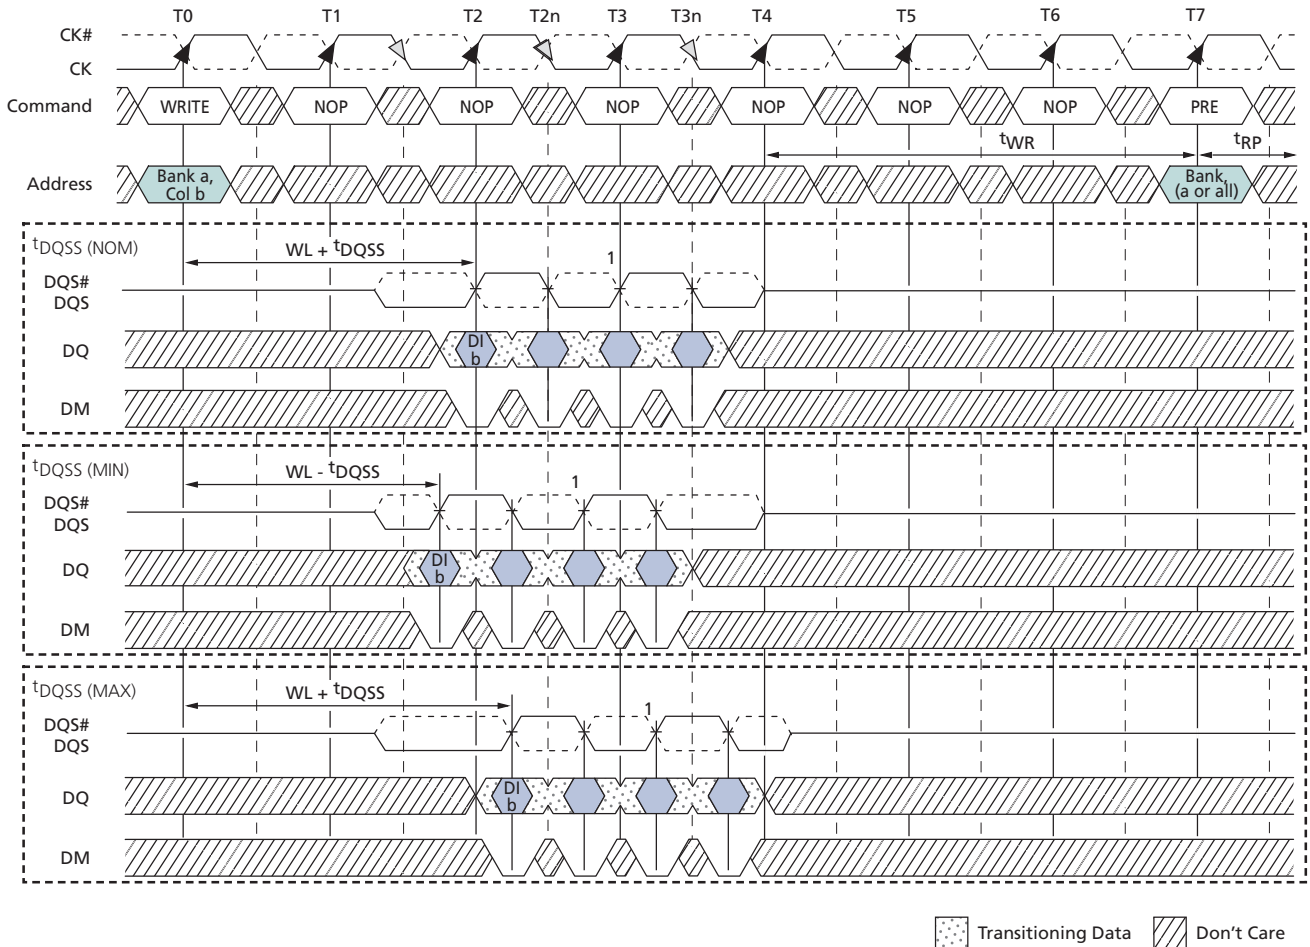 T0 T1 T2 T2n T3 T3n T4 T5 T6 T7
CK#
CK
Command WRITE NOP NOP NOP NOP NOP NOP PRE
tWR tRP
Address Bank a, Col b Bank, (a or all)
tDQSS (NOM)
WL + tDQSS
1
DQS#
DQS
DQ DI b
DM
tDQSS (MIN)
WL - tDQSS
1
DQS#
DQS
DQ DI b
DM
tDQSS (MAX)
WL + tDQSS
1
DQS#
DQS
DQ DI b
DM
Transitioning Data Don't Care